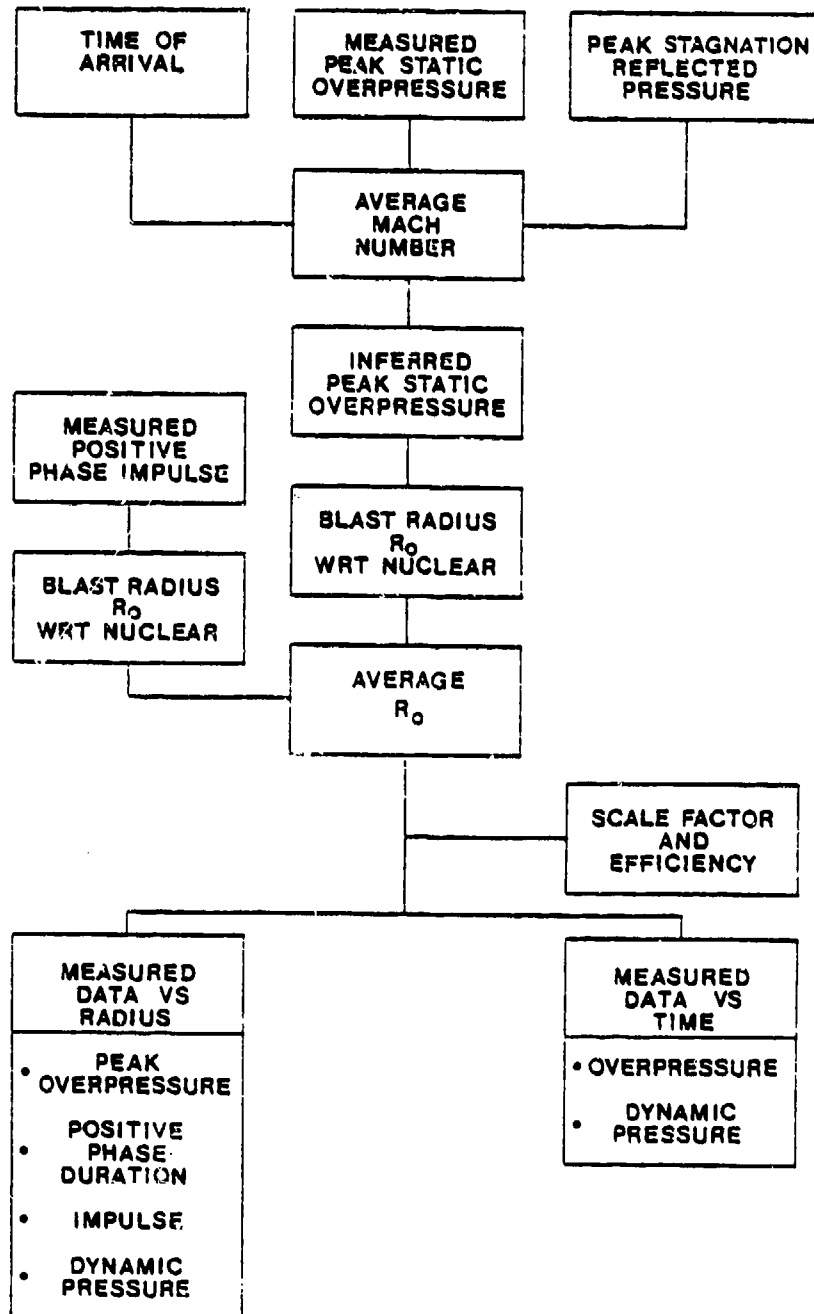 TIME OF
ARRIVAL
MEASURED
PEAK STATIC
OVERPRESSURE
PEAK STAGNATION
REFLECTED
PRESSURE
AVERAGE
MACH
NUMBER
INFERRED
PEAK STATIC
OVERPRESSURE
MEASURED
POSITIVE
PHASE IMPULSE
BLAST RADIUS
R₀
WRT NUCLEAR
BLAST RADIUS
R₀
WRT NUCLEAR
AVERAGE
R₀
SCALE FACTOR
AND
EFFICIENCY
MEASURED
DATA VS
RADIUS
• PEAK
OVERPRESSURE
• POSITIVE
PHASE
DURATION
• IMPULSE
• DYNAMIC
PRESSURE
MEASURED
DATA VS
TIME
• OVERPRESSURE
• DYNAMIC
PRESSURE